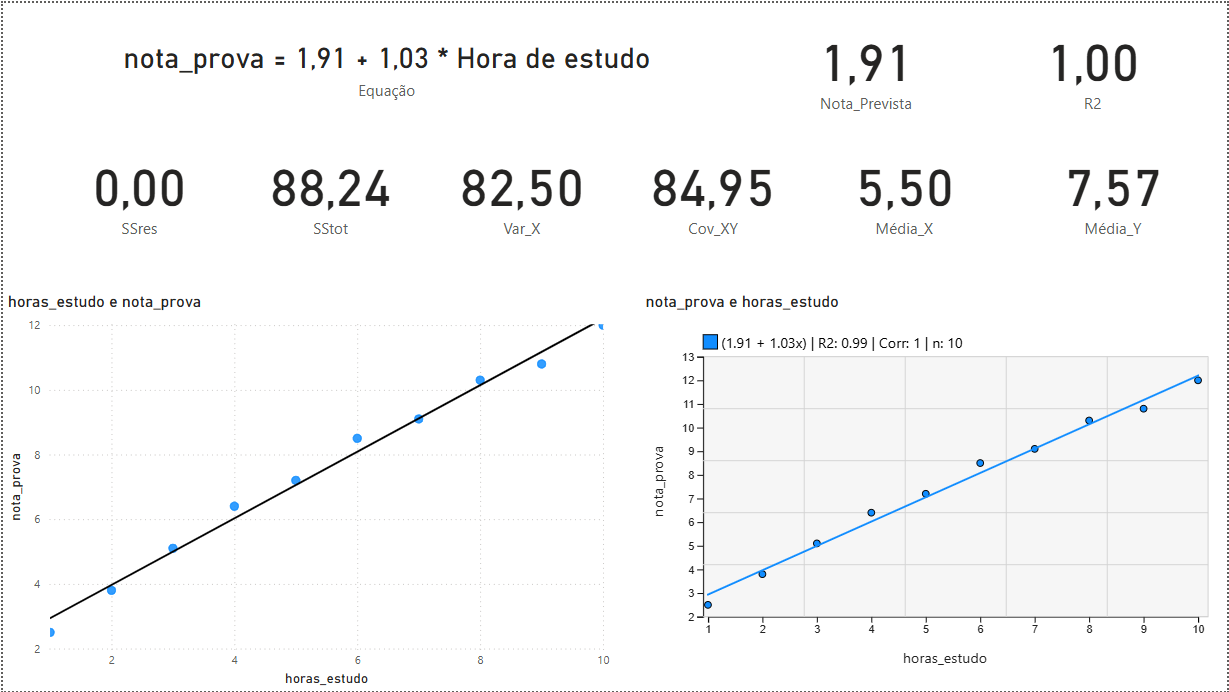 nota_prova = 1,91 + 1,03 * Hora de estudo
Equação
1,91
Nota_Prevista
1,00
R2
0,00
SSres
88,24
SStot
82,50
Var_X
84,95
Cov_XY
5,50
Média_X
7,57
Média_Y
horas_estudo e nota_prova
12
10
8
6
4
2
nota_prova
2
4
6
8
10
horas_estudo
nota_prova e horas_estudo
(1.91 + 1.03x) | R2: 0.99 | Corr: 1 | n: 10
13
12
11
10
9
8
7
6
5
4
3
2
nota_prova
1
2
3
4
5
6
7
8
9
10
horas_estudo